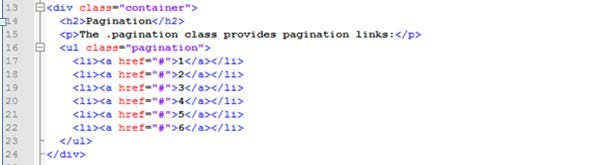 13 <div class="container">
14 <h2>Pagination</h2>
15 <p>The .pagination class provides pagination links:</p>
16 <ul class="pagination">
17 <li><a href="#">1</a></li>
18 <li><a href="#">2</a></li>
19 <li><a href="#">3</a></li>
20 <li><a href="#">4</a></li>
21 <li><a href="#">5</a></li>
22 <li><a href="#">6</a></li>
23 </ul>
24 </div>